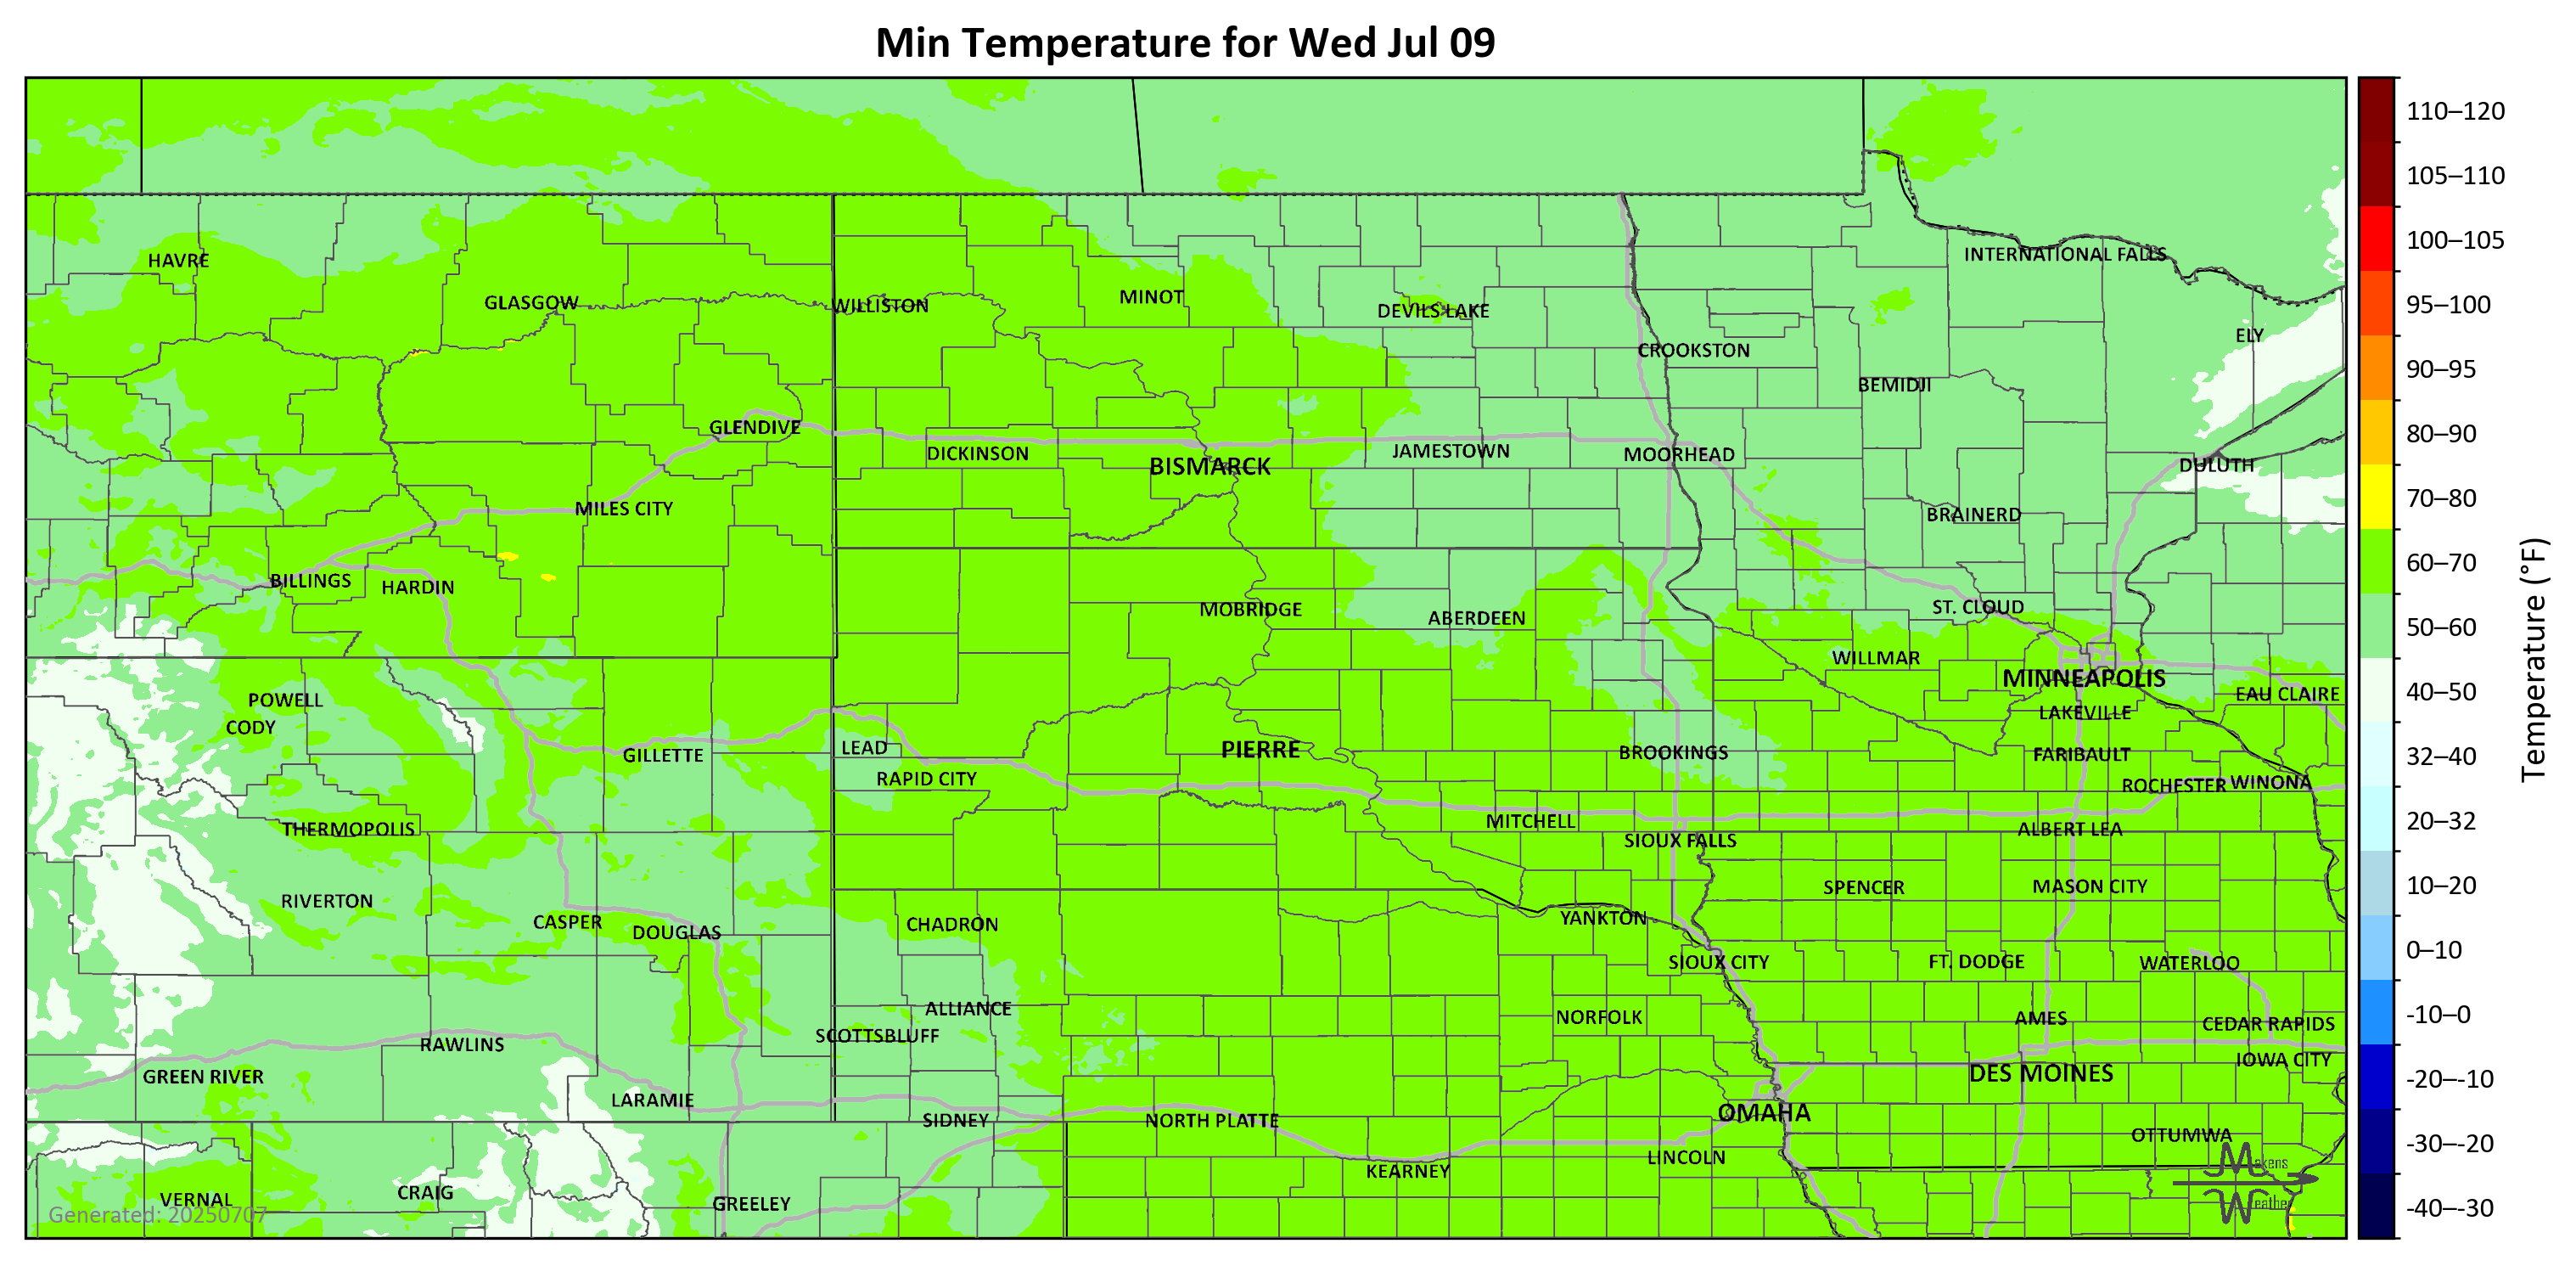 Min Temperature for Wed Jul 09
INTERNATIONAL FALLS
HAVRE
GLASGOW
WILLISTON
MINOT
DEVILS LAKE
ELY
CROOKSTON
BEMIDJI
GLENDIVE
DICKINSON
BISMARCK
JAMESTOWN
MOORHEAD
DULUTH
MILES CITY
BRAINERD
BILLINGS
HARDIN
MOBRIDGE
ABERDEEN
ST. CLOUD
WILLMAR
MINNEAPOLIS
EAU CLAIRE
POWELL
CODY
LAKEVILLE
GILLETTE
LEAD
PIERRE
BROOKINGS
FARIBAULT
RAPID CITY
ROCHESTER
WINONA
THERMOPOLIS
MITCHELL
SIOUX FALLS
ALBERT LEA
RIVERTON
SPENCER
MASON CITY
CASPER
DOUGLAS
CHADRON
YANKTON
SIOUX CITY
FT. DODGE
WATERLOO
ALLIANCE
NORFOLK
AMES
CEDAR RAPIDS
SCOTTSBLUFF
RAWLINS
IOWA CITY
GREEN RIVER
DES MOINES
LARAMIE
SIDNEY
NORTH PLATTE
OMAHA
OTTUMWA
KEARNEY
LINCOLN
VERNAL
CRAIG
GREELEY
Generated: 20250707
Makens
Weather
110–120
105–110
100–105
95–100
90–95
80–90
70–80
60–70
50–60
40–50
32–40
20–32
10–20
0–10
-10–0
-20–-10
-30–-20
-40–-30
Temperature (°F)